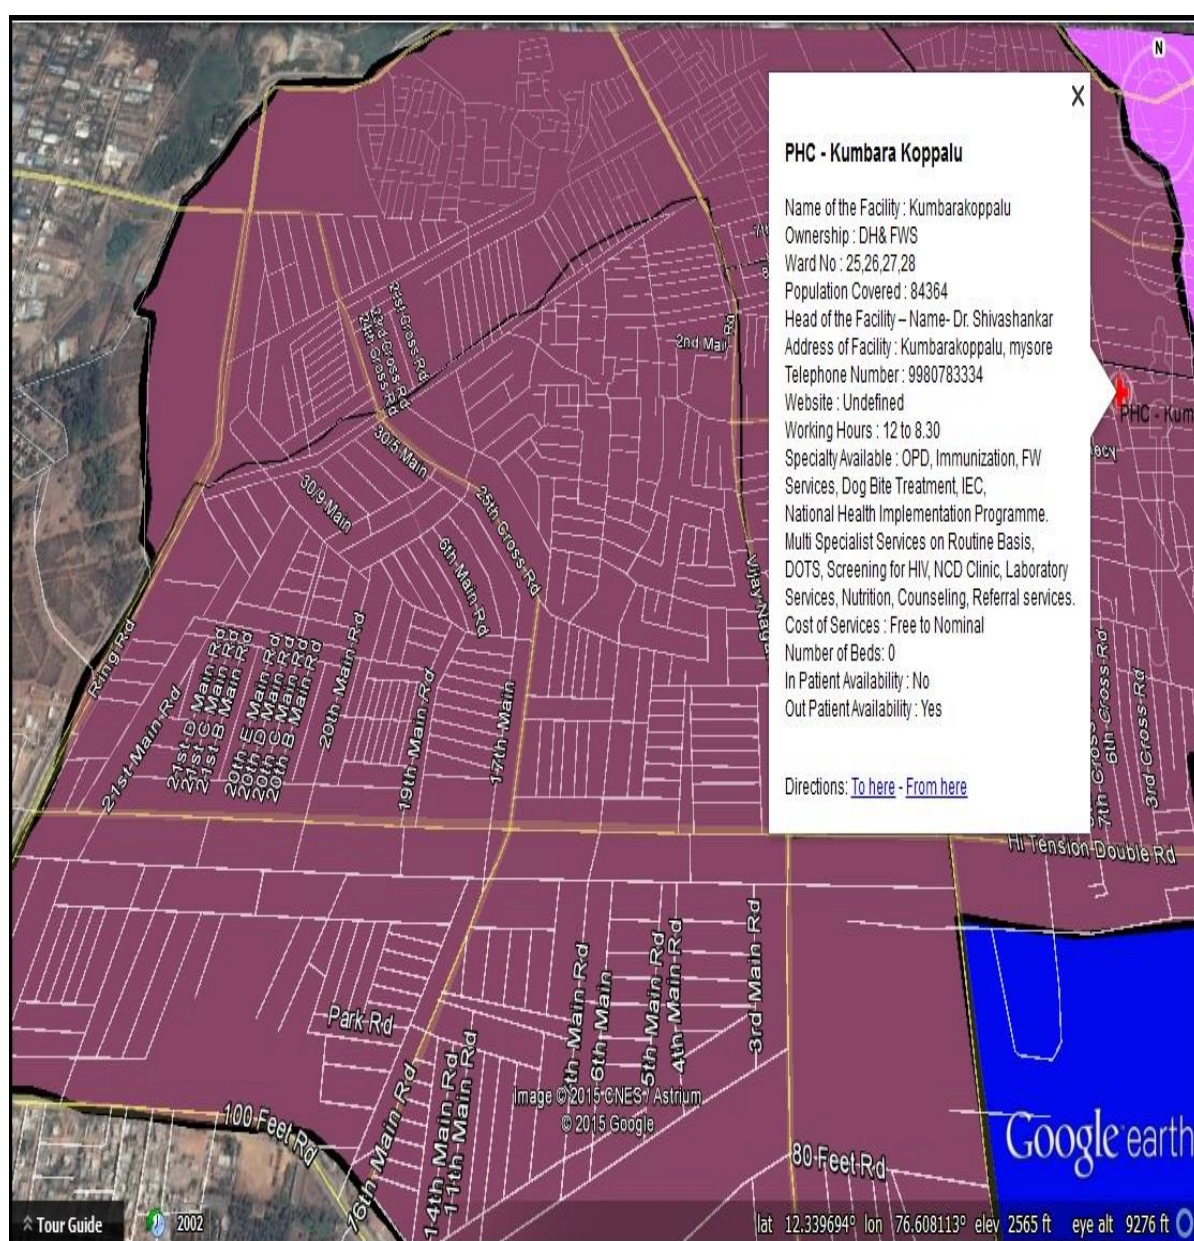 N
X
PHC - Kumbara Koppalu
Name of the Facility : Kumbarakoppalu
Ownership : DH& FWS
Ward No : 25,26,27,28
Population Covered : 84364
Head of the Facility – Name- Dr. Shivashankar
Address of Facility : Kumbarakoppalu, mysore
Telephone Number : 9980783334
Website : Undefined
Working Hours : 12 to 8.30
Specialty Available : OPD, Immunization, FW
Services, Dog Bite Treatment, IEC,
National Health Implementation Programme.
Multi Specialist Services on Routine Basis,
DOTS, Screening for HIV, NCD Clinic, Laboratory
Services, Nutrition, Counseling, Referral services.
Cost of Services : Free to Nominal
Number of Beds: 0
In Patient Availability : No
Out Patient Availability : Yes
Directions: To here - From here
PHC - Kum
21st Cross Rd
23rd Cross Rd
24th Cross Rd
2nd Main Rd
30/5 Main
30/9 Main
25th Cross Rd
6th Main Rd
Vijay Nag
Ring Rd
21st Main Rd
21st D Main Rd
21st C Main Rd
21st B Main Rd
20th E Main Rd
20th D Main Rd
20th C Main Rd
20th B Main Rd
20th Main Rd
19th Main Rd
17th Main
7th Cross
6th Cross Rd
3rd Cross Rd
Hi Tension Double Rd
Park Rd
16th Main Rd
14th Main Rd
11th Main Rd
th Main Rd
6th Main
5th Main Rd
4th Main Rd
3rd Main Rd
100 Feet Rd
80 Feet Rd
Image © 2015 CNES / Astrium
© 2015 Google
Google earth
Tour Guide
2002
lat 12.339694° lon 76.608113° elev 2565 ft eye alt 9276 ft